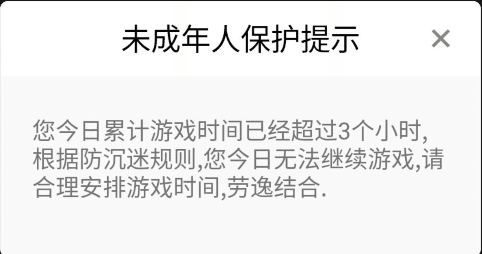 未成年人保护提示
您今日累计游戏时间已经超过3个小时,
根据防沉迷规则,您今日无法继续游戏,请
合理安排游戏时间,劳逸结合.